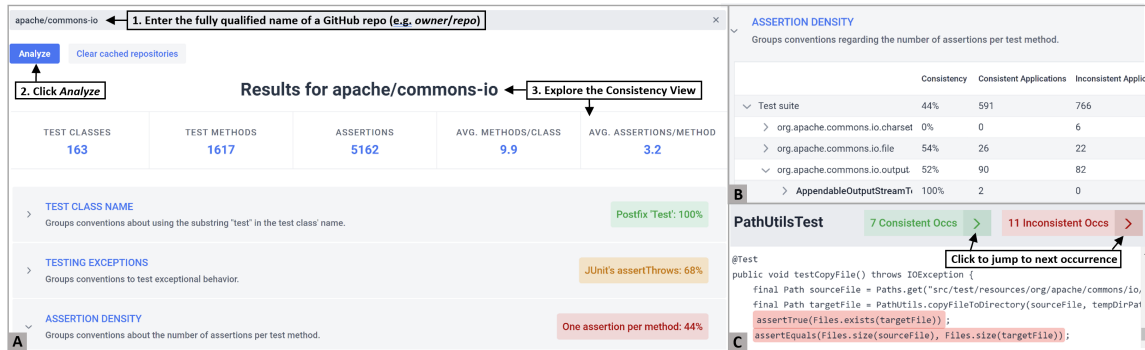 apache/commons-io
1. Enter the fully qualified name of a GitHub repo (e.g. owner/repo)
×
Analyze
Clear cached repositories
2. Click Analyze
Results for apache/commons-io
3. Explore the Consistency View
TEST CLASSES
163
TEST METHODS
1617
ASSERTIONS
5162
AVG. METHODS/CLASS
9.9
AVG. ASSERTIONS/METHOD
3.2
TEST CLASS NAME
Groups conventions about using the substring "test" in the test class' name.
Postfix 'Test': 100%
TESTING EXCEPTIONS
Groups conventions to test exceptional behavior.
JUnit's assertThrows: 68%
ASSERTION DENSITY
Groups conventions about the number of assertions per test method.
One assertion per method: 44%
A
ASSERTION DENSITY
Groups conventions regarding the number of assertions per test method.
Consistency Consistent Applications Inconsistent Applic
Test suite 44% 591 766
org.apache.commons.io.charset 0% 0 6
org.apache.commons.io.file 54% 26 22
org.apache.commons.io.output 52% 90 82
AppendableOutputStreamT 100% 2 0
B
PathUtilsTest
7 Consistent Occs
11 Inconsistent Occs
Click to jump to next occurrence
@Test
public void testCopyFile() throws IOException {
final Path sourceFile = Paths.get("src/test/resources/org/apache/commons/io,
final Path targetFile = PathUtils.copyFileToDirectory(sourceFile, tempDirPat
assertTrue(Files.exists(targetFile));
assertEquals(Files.size(sourceFile), Files.size(targetFile));
C